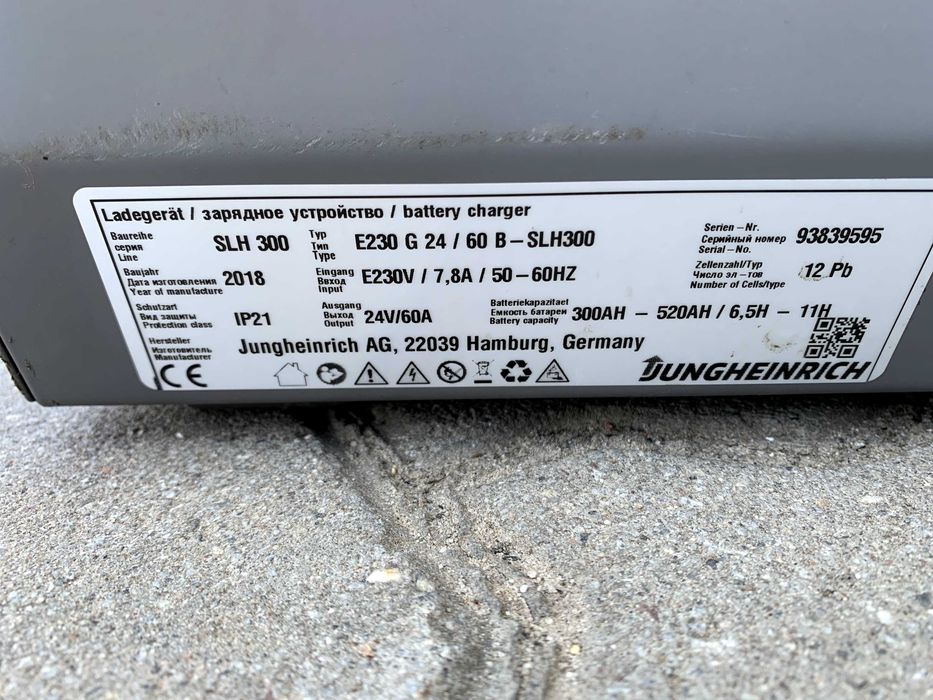 Ladegerät / зарядное устройство / battery charger
Baureihe
серия
Line
SLH 300
Typ
Тип
Type
E230 G 24 / 60 B – SLH300
Serien – Nr.
Серийный номер
Serial – No.
93839595
Baujahr
Дата изготовления
Year of manufacture
2018
Eingang
Ввход
Input
E230V / 7,8A / 50–60HZ
Zellenzahl/Typ
Число эл – тов
Number of Cells/type
12 Pb
Schutzart
Вид защиты
Protection class
IP21
Ausgang
Выход
Output
24V/60A
Batteriekapazitaet
Емкость батареи
Battery capacity
300AH – 520AH / 6,5H – 11H
Hersteller
Изготовитель
Manufacturer
Jungheinrich AG, 22039 Hamburg, Germany
CE
JUNGHEINRICH